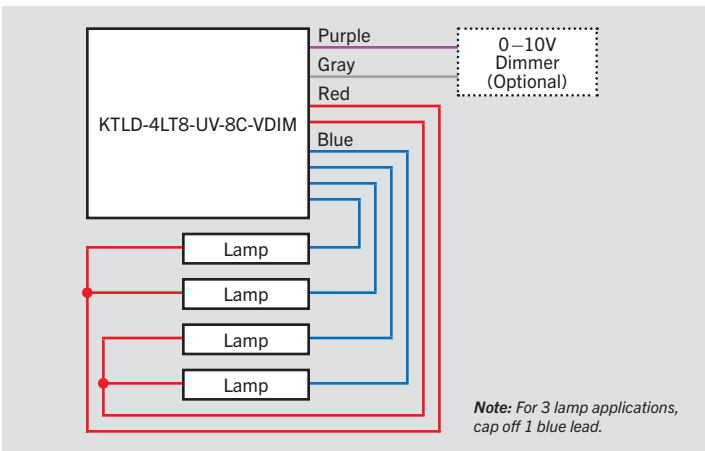 Purple
0–10V
Dimmer
(Optional)
Gray
Red
KTLD-4LT8-UV-8C-VDIM
Blue
Lamp
Lamp
Lamp
Lamp
Note: For 3 lamp applications,
cap off 1 blue lead.